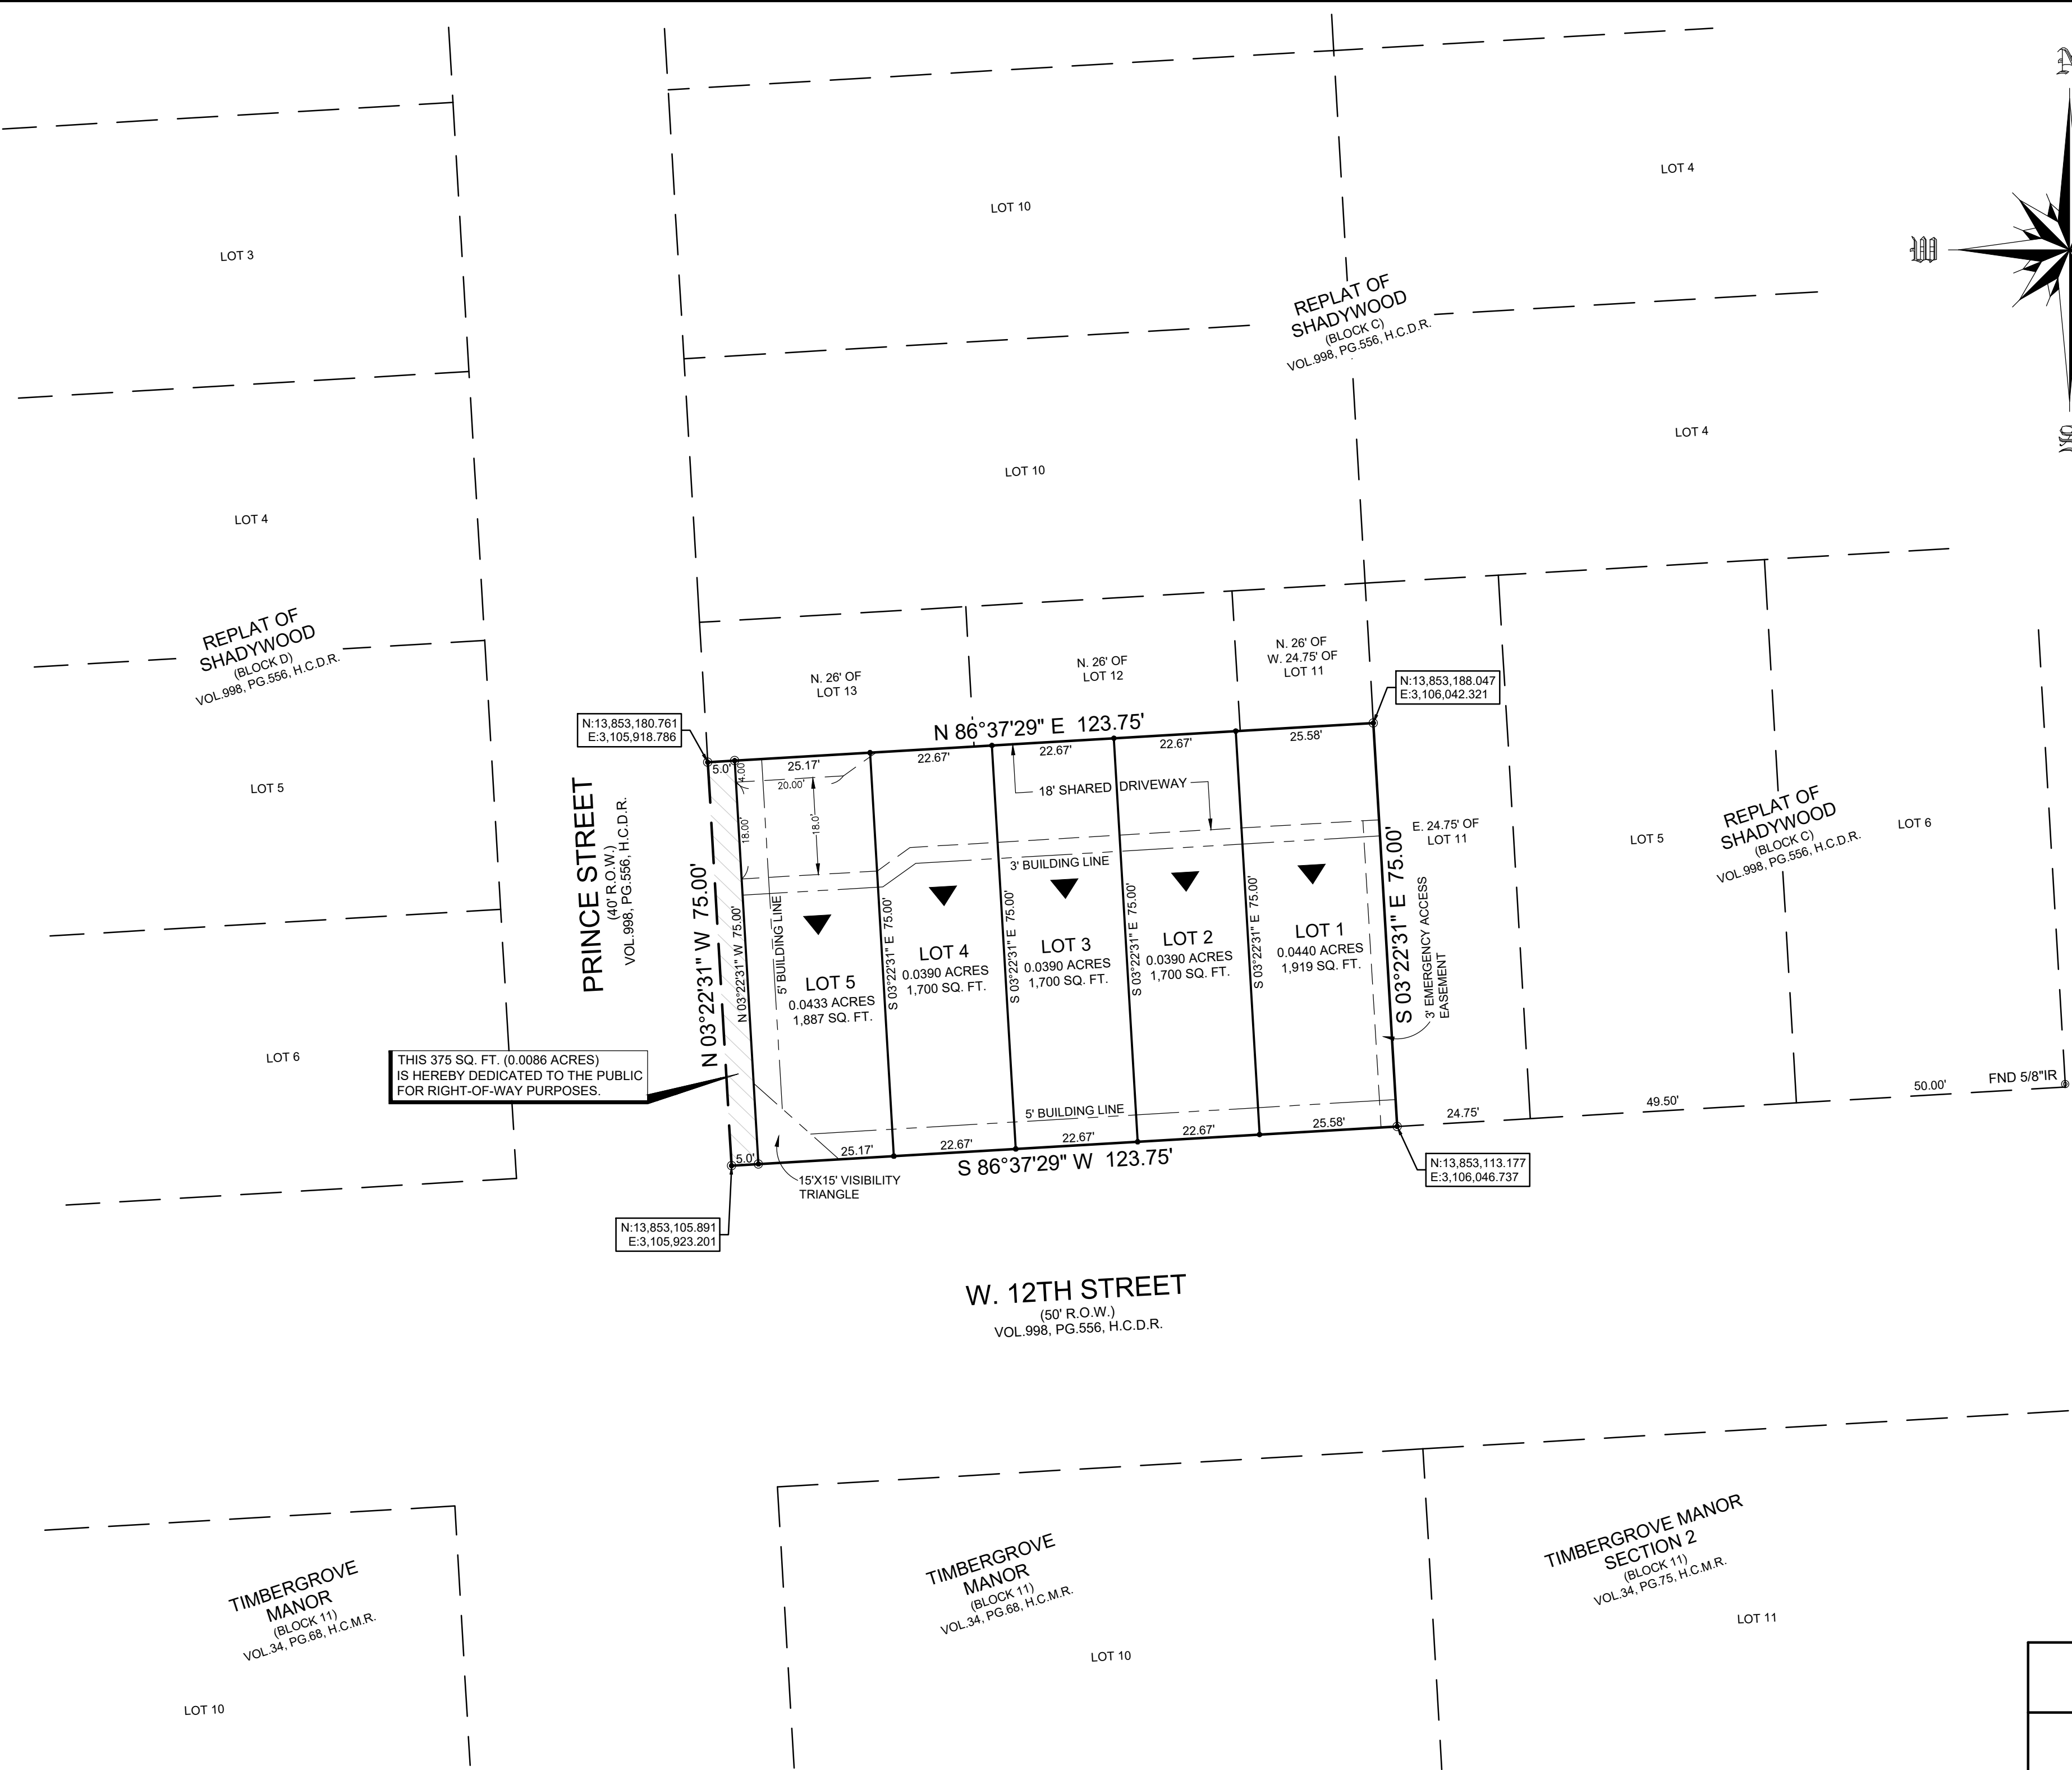 LOT 3
LOT 10
LOT 4
W
REPLAT OF
SHADYWOOD
(BLOCK C)
VOL.998, PG.556, H.C.D.R.
LOT 4
LOT 10
LOT 4
REPLAT OF
SHADYWOOD
(BLOCK D)
VOL.998, PG.556, H.C.D.R.
LOT 5
LOT 6
N. 26' OF
LOT 13
N. 26' OF
LOT 12
N. 26' OF
W. 24.75' OF
LOT 11
N:13,853,180.761
E:3,105,918.786
N:13,853,188.047
E:3,106,042.321
N 86°37'29" E  123.75'
5.0'
25.17'
22.67'
22.67'
22.67'
25.58'
4.00'
20.00'
18.00'
18.0'
18' SHARED DRIVEWAY
3' BUILDING LINE
PRINCE STREET
(40' R.O.W.)
VOL.998, PG.556, H.C.D.R.
N 03°22'31" W  75.00'
N 03°22'31" W  75.00'
5' BUILDING LINE
LOT 5
0.0433 ACRES
1,887 SQ. FT.
S 03°22'31" E  75.00'
LOT 4
0.0390 ACRES
1,700 SQ. FT.
S 03°22'31" E  75.00'
LOT 3
0.0390 ACRES
1,700 SQ. FT.
S 03°22'31" E  75.00'
LOT 2
0.0390 ACRES
1,700 SQ. FT.
S 03°22'31" E  75.00'
LOT 1
0.0440 ACRES
1,919 SQ. FT.
S 03°22'31" E  75.00'
3' EMERGENCY ACCESS
EASEMENT
E. 24.75' OF
LOT 11
LOT 5
REPLAT OF
SHADYWOOD
(BLOCK C)
VOL.998, PG.556, H.C.D.R.
LOT 6
THIS 375 SQ. FT. (0.0086 ACRES)
IS HEREBY DEDICATED TO THE PUBLIC
FOR RIGHT-OF-WAY PURPOSES.
5' BUILDING LINE
5.0'
25.17'
22.67'
22.67'
22.67'
25.58'
24.75'
49.50'
50.00'
FND 5/8"IR
S 86°37'29" W  123.75'
15'X15' VISIBILITY
TRIANGLE
N:13,853,113.177
E:3,106,046.737
N:13,853,105.891
E:3,105,923.201
W. 12TH STREET
(50' R.O.W.)
VOL.998, PG.556, H.C.D.R.
TIMBERGROVE
MANOR
(BLOCK 11)
VOL.34, PG.68, H.C.M.R.
LOT 10
TIMBERGROVE
MANOR
(BLOCK 11)
VOL.34, PG.68, H.C.M.R.
LOT 10
TIMBERGROVE MANOR
SECTION 2
(BLOCK 11)
VOL.34, PG.75, H.C.M.R.
LOT 11